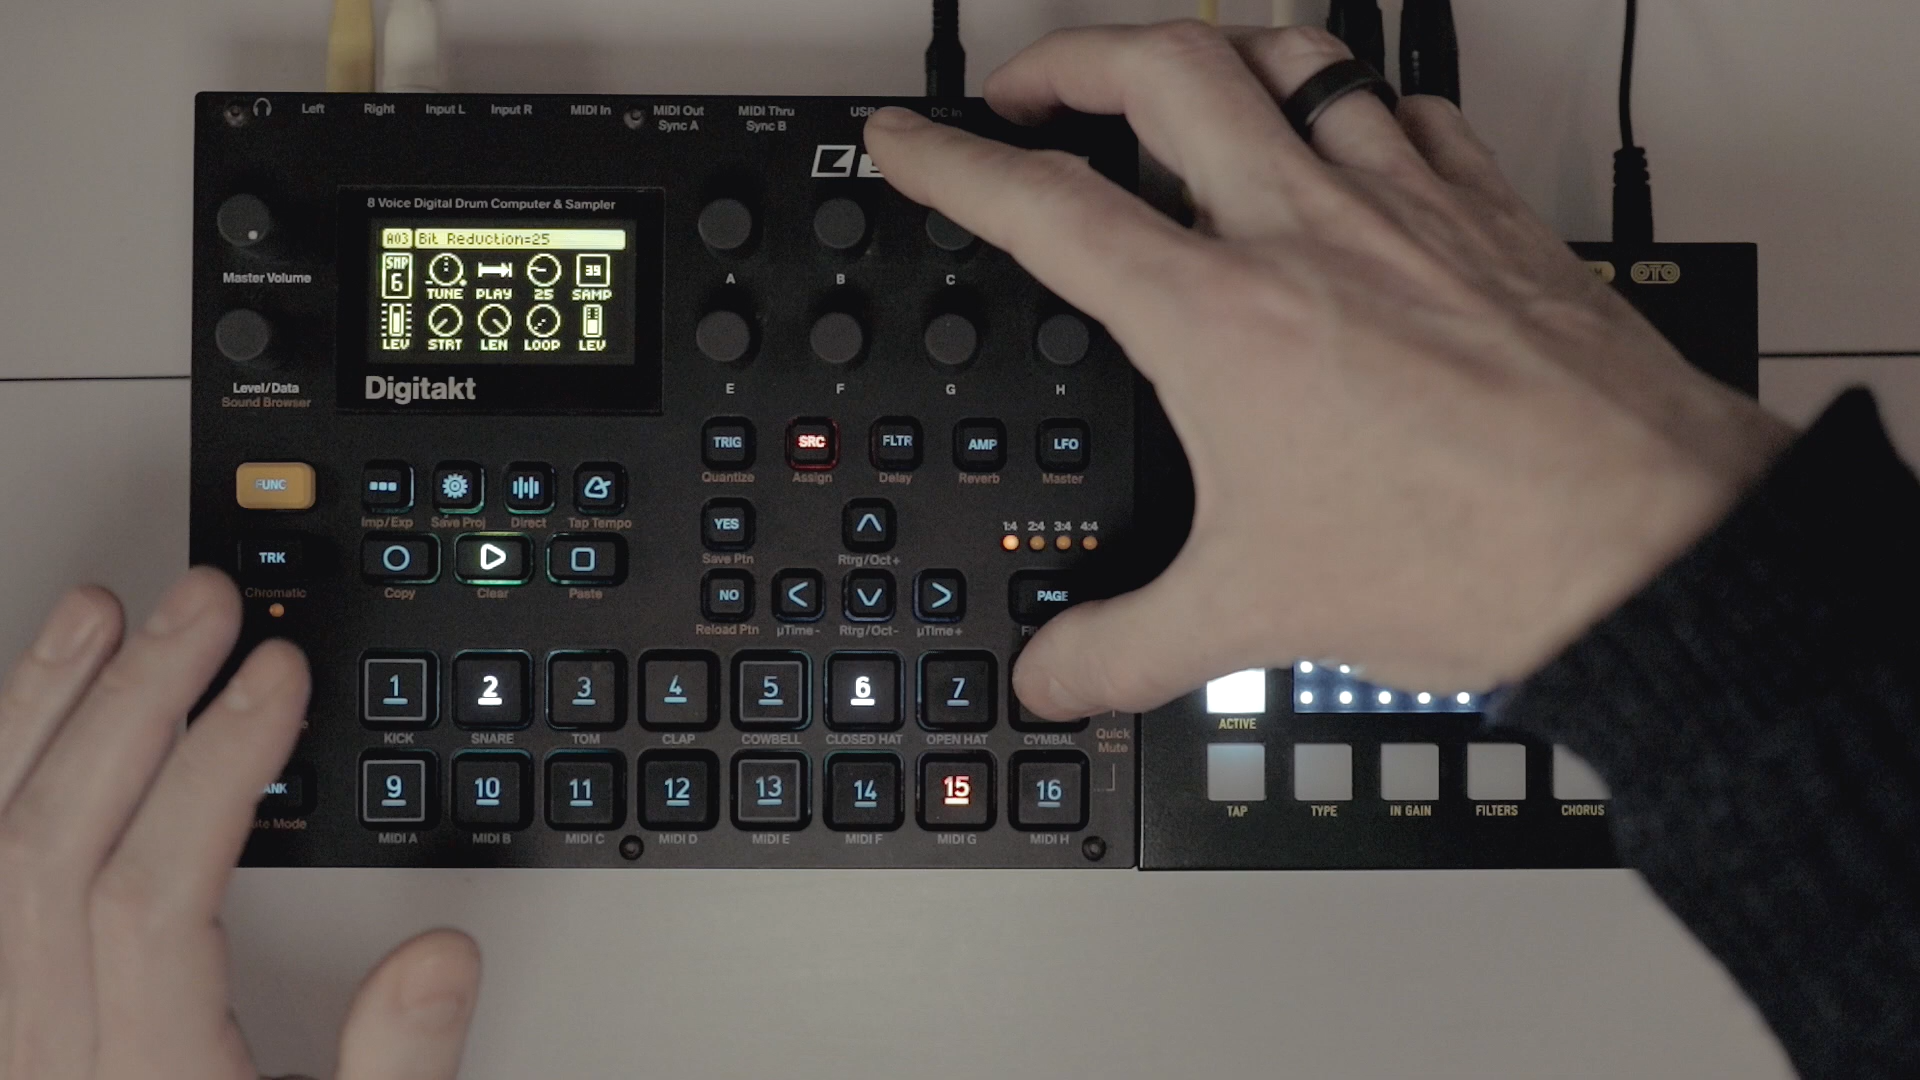 Left Right Input L Input R MIDI In MIDI Out MIDI Thru USB DC In
Sync A Sync B
8 Voice Digital Drum Computer & Sampler
A03 Bit Reduction=25
SMP
6
TUNE PLAY 25 SAMP
39
LEV STRT LEN LOOP LEV
Digitakt
Master Volume
Level/Data
Sound Browser
A B C
E F G H
OTO
TRIG SRC FLTR AMP LFO
Quantize Assign Delay Reverb Master
FUNC
Imp/Exp Save Proj Direct Tap Tempo
YES
Save Ptn Rtrg/Oct+
1:4 2:4 3:4 4:4
TRK
Chromatic
Copy Clear Paste
NO PAGE
Reload Ptn µTime- Rtrg/Oct- µTime+
1 2 3 4 5 6 7
KICK SNARE TOM CLAP COWBELL CLOSED HAT OPEN HAT CYMBAL
Quick
Mute
9 10 11 12 13 14 15 16
MIDI A MIDI B MIDI C MIDI D MIDI E MIDI F MIDI G MIDI H
ACTIVE
TAP TYPE IN GAIN FILTERS CHORUS